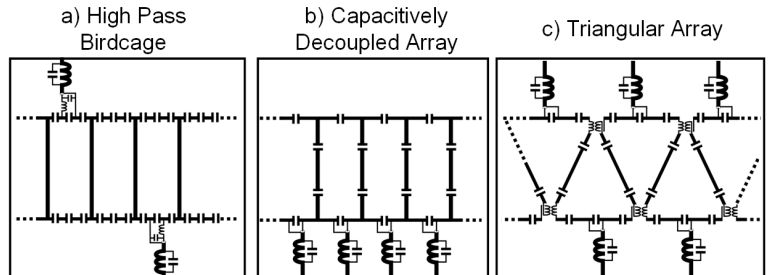 a) High Pass
Birdcage
b) Capacitively
Decoupled Array
c) Triangular Array